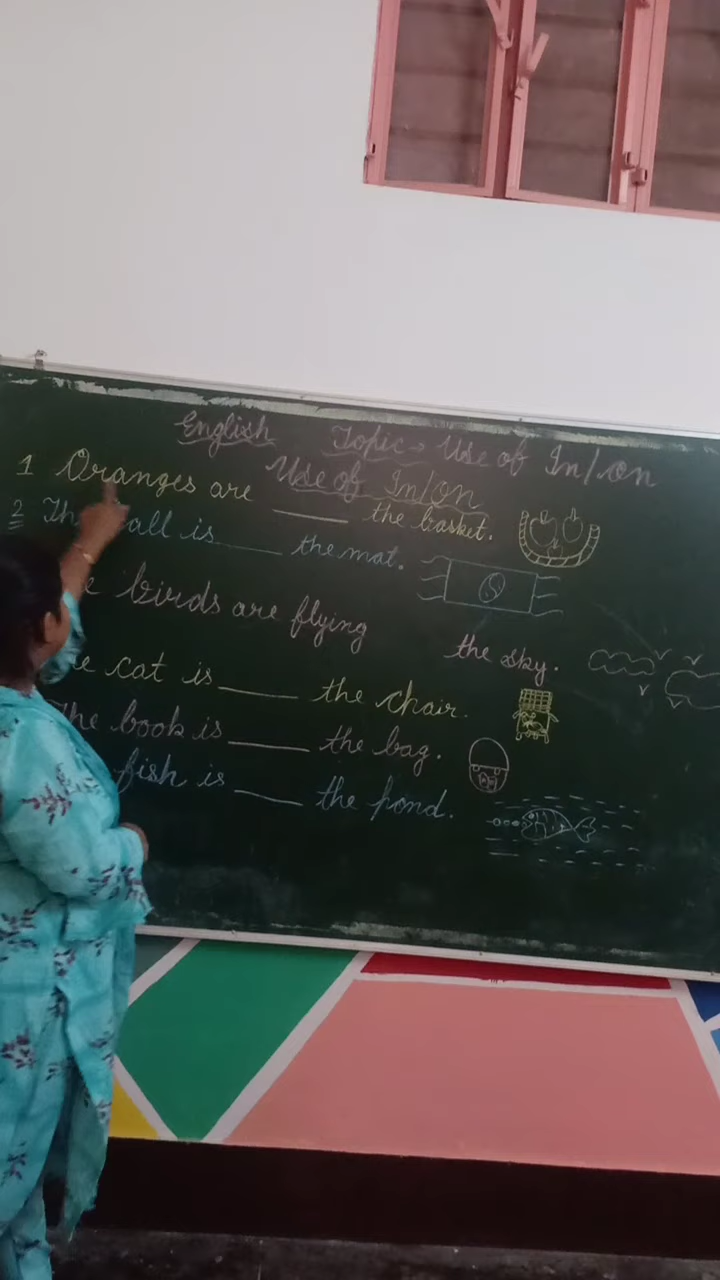 English Topic → Use of In/on
Use of In/on
1 Oranges are ______ the basket.
2 Th all is ______ the mat.
e birds are flying the sky.
e cat is ______ the chair.
The book is ______ the bag.
fish is ______ the pond.